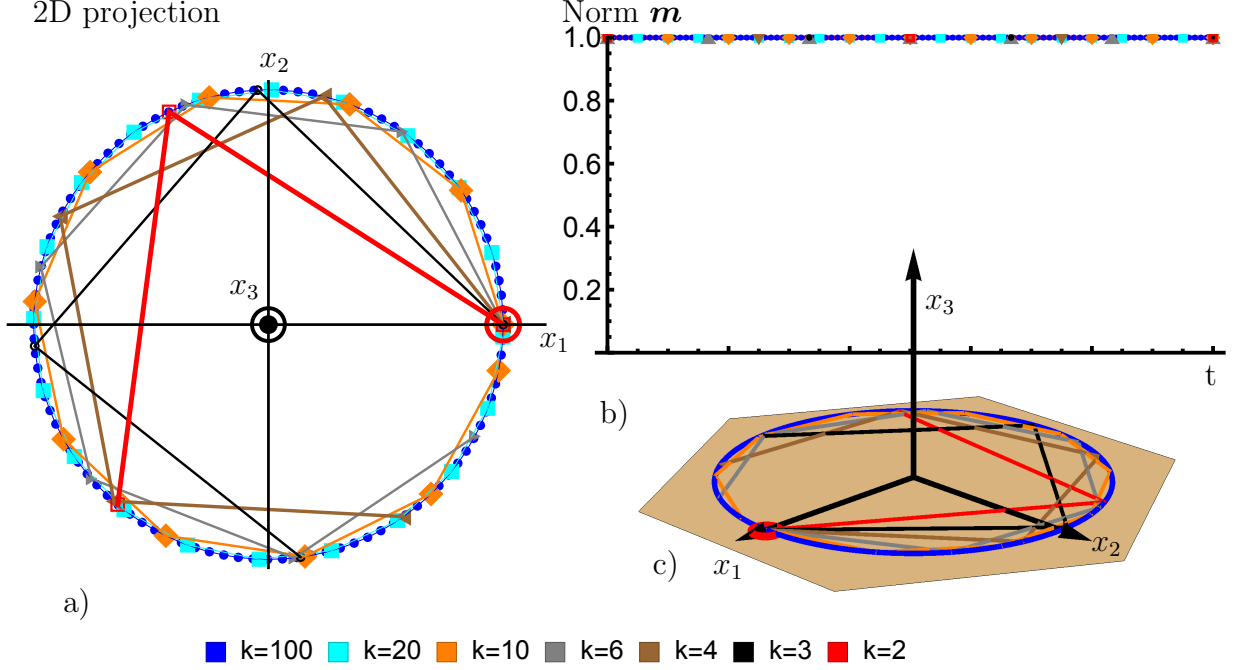 2D projection
x₂
x₃
x₁
a)
Norm m
1.0
0.8
0.6
0.4
0.2
t
b)
x₃
x₂
x₁
c)
k=100 k=20 k=10 k=6 k=4 k=3 k=2